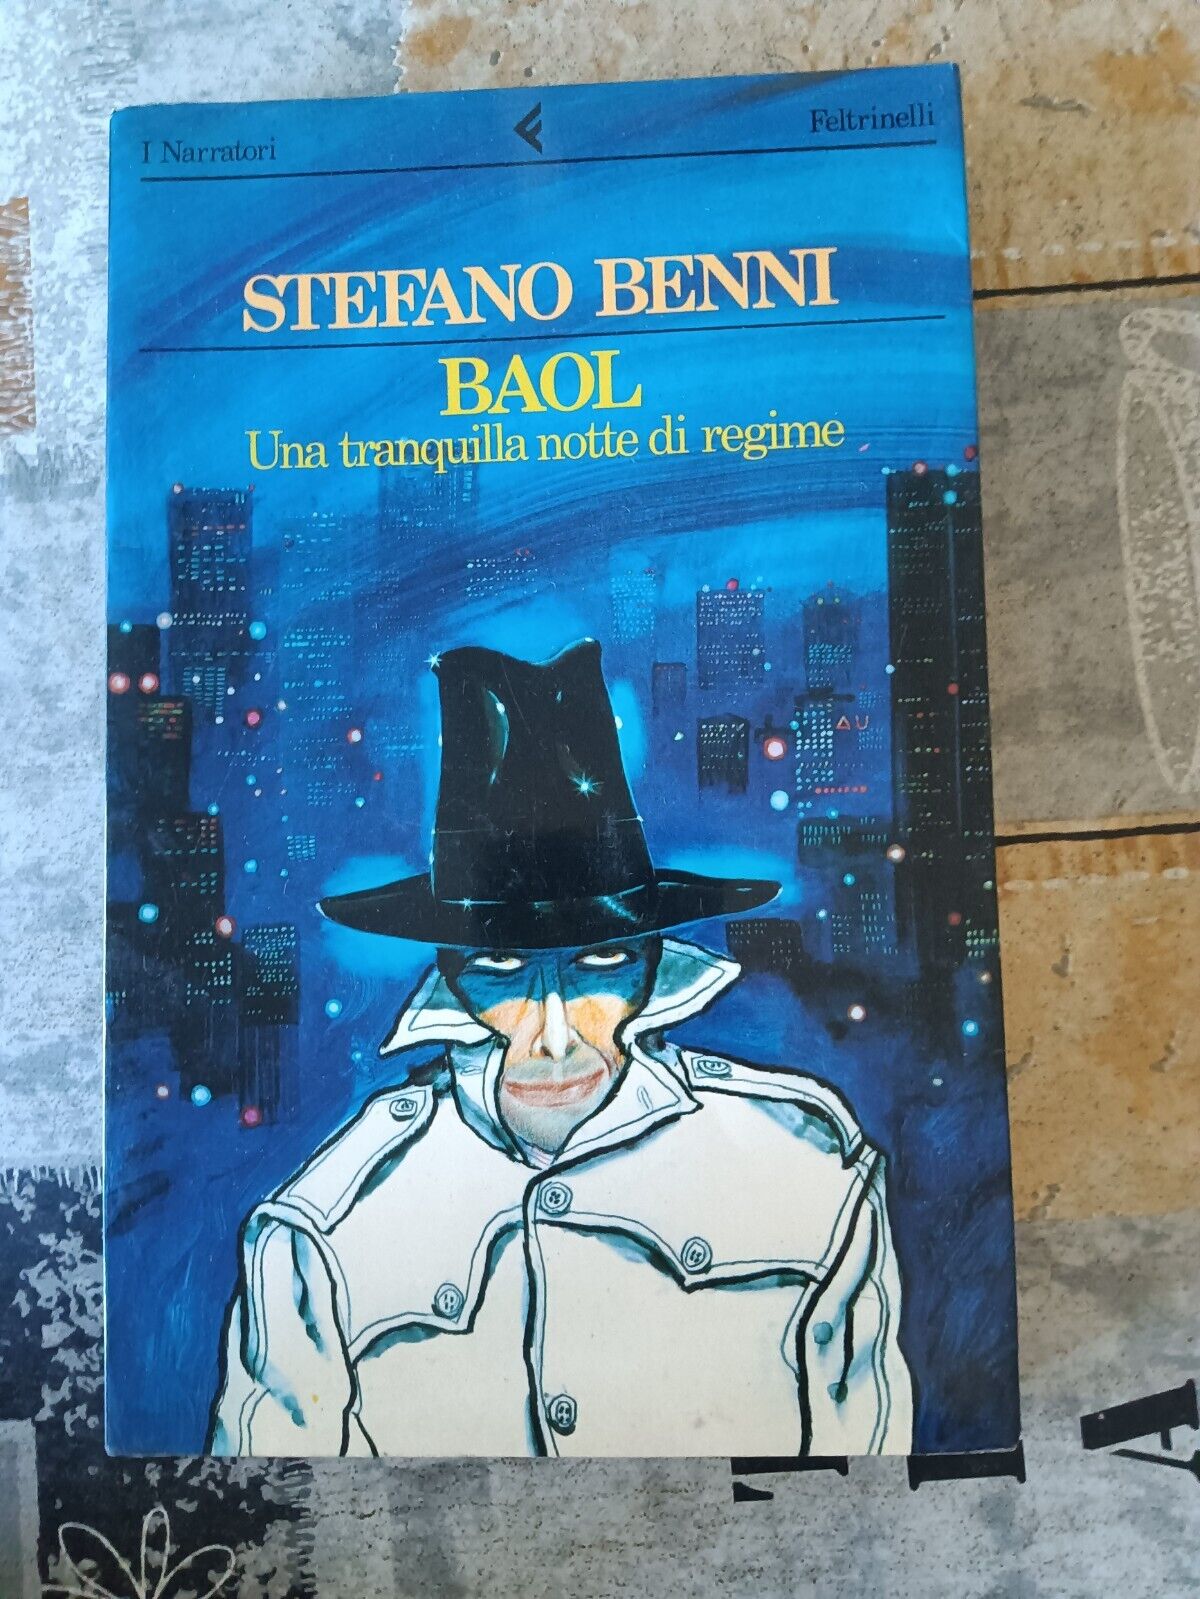 I Narratori
Feltrinelli
STEFANO BENNI
BAOL
Una tranquilla notte di regime